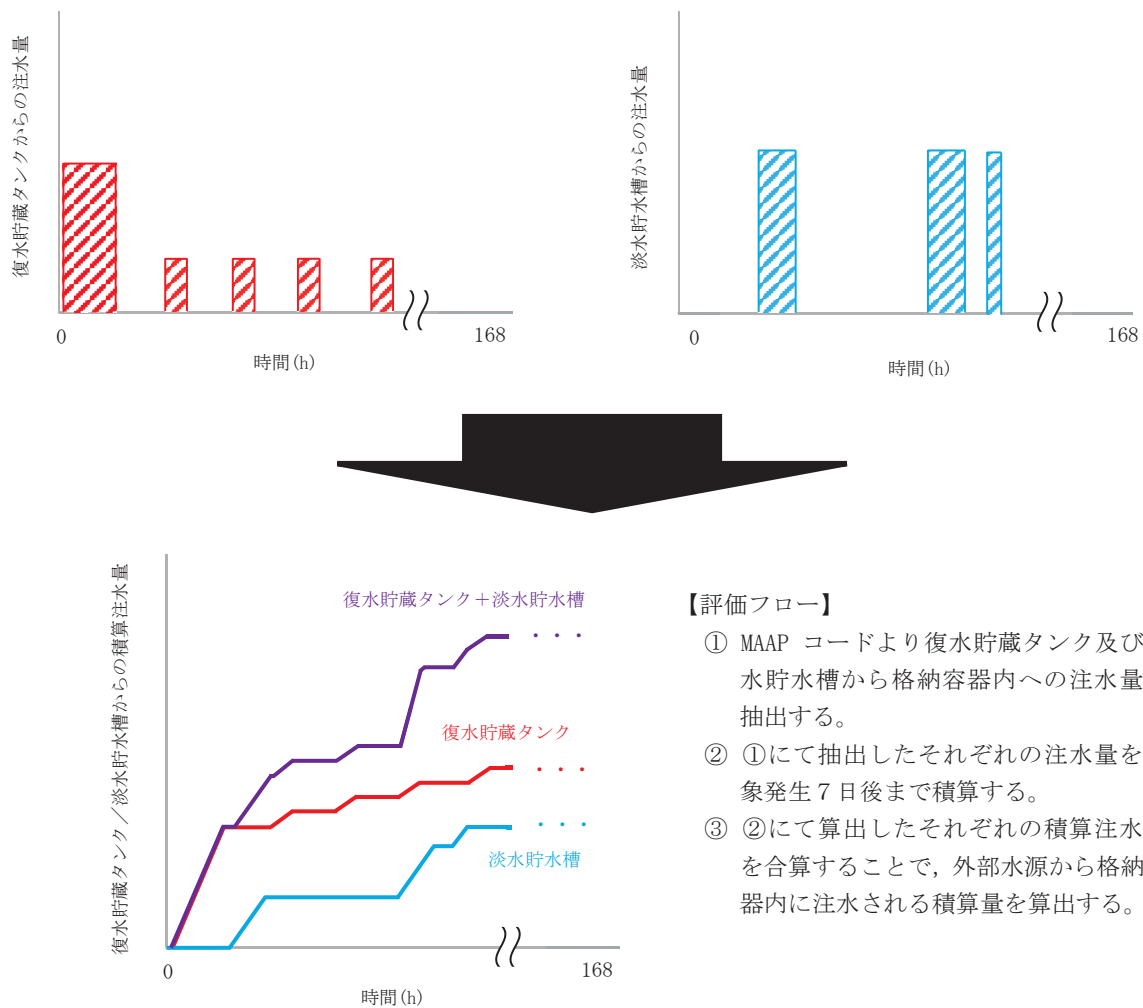 復水貯蔵タンクからの注水量
0
168
時間(h)
淡水貯水槽からの注水量
0
168
時間(h)
復水貯蔵タンク／淡水貯水槽からの積算注水量
復水貯蔵タンク＋淡水貯水槽
・・・
復水貯蔵タンク
・・・
淡水貯水槽
・・・
0
168
時間(h)
【評価フロー】
① MAAP コードより復水貯蔵タンク及び
水貯水槽から格納容器内への注水量
抽出する。
② ①にて抽出したそれぞれの注水量を
象発生７日後まで積算する。
③ ②にて算出したそれぞれの積算注水
を合算することで，外部水源から格納
器内に注水される積算量を算出する。